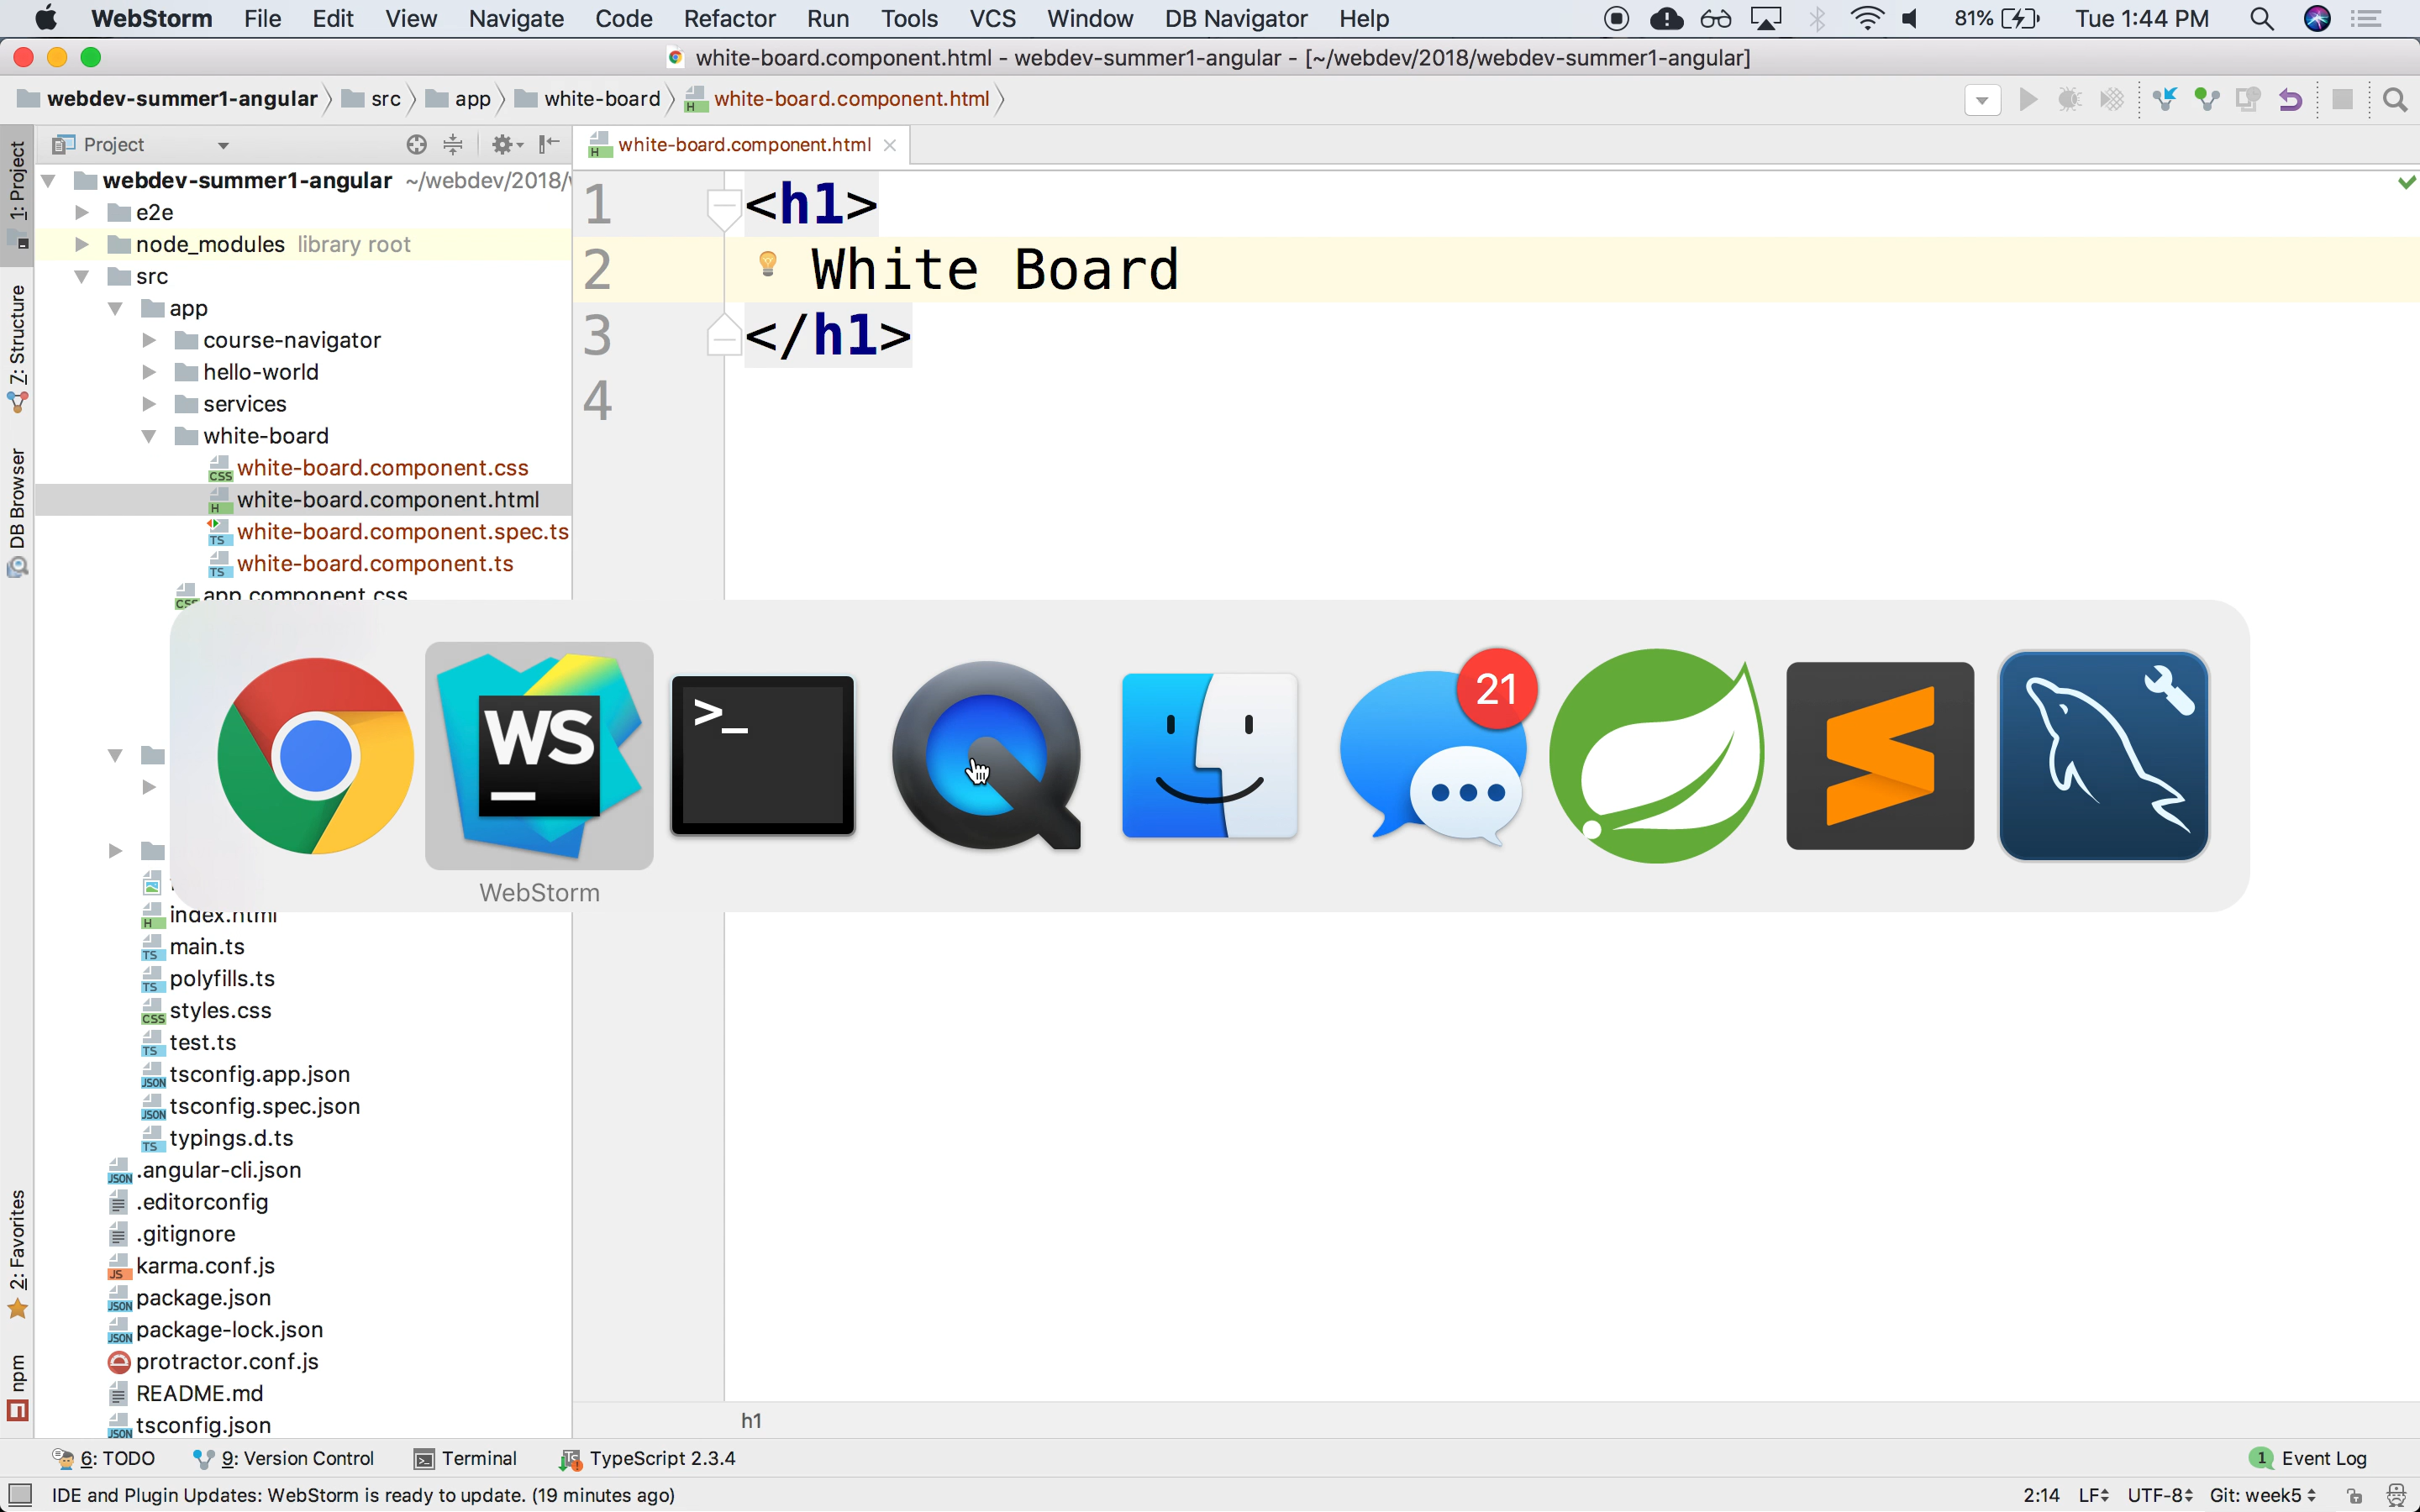 WebStorm File Edit View Navigate Code Refactor Run Tools VCS Window DB Navigator Help 81% Tue 1:44 PM
white-board.component.html - webdev-summer1-angular - [~/webdev/2018/webdev-summer1-angular]
webdev-summer1-angular src app white-board white-board.component.html
Project
white-board.component.html
1: Project
7: Structure
DB Browser
2: Favorites
npm
webdev-summer1-angular ~/webdev/2018/
e2e
node_modules library root
src
app
course-navigator
hello-world
services
white-board
white-board.component.css
white-board.component.html
white-board.component.spec.ts
white-board.component.ts
app.component.css
index.html
main.ts
polyfills.ts
styles.css
test.ts
tsconfig.app.json
tsconfig.spec.json
typings.d.ts
.angular-cli.json
.editorconfig
.gitignore
karma.conf.js
package.json
package-lock.json
protractor.conf.js
README.md
tsconfig.json
1 <h1>
2 White Board
3 </h1>
4
WS
>_
21
WebStorm
h1
6: TODO 9: Version Control Terminal TypeScript 2.3.4 1 Event Log
IDE and Plugin Updates: WebStorm is ready to update. (19 minutes ago) 2:14 LF UTF-8 Git: week5